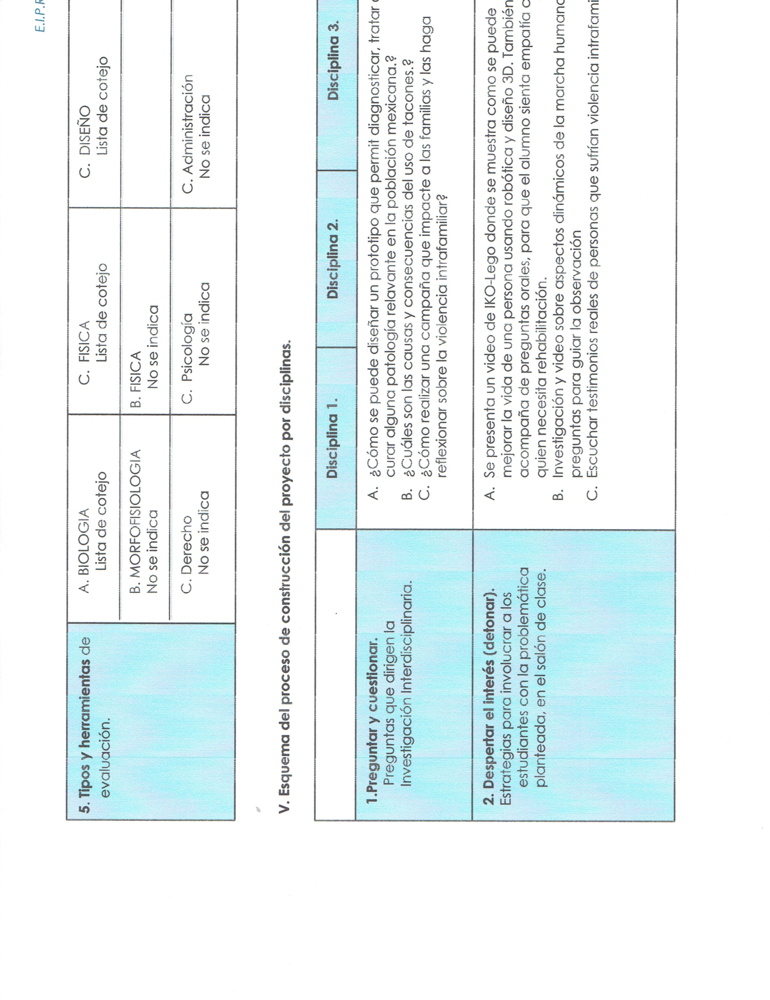 E.I.P.R
5. Tipos y herramientas de
evaluación.
A. BIOLOGIA
Lista de cotejo
C. FISICA
Lista de cotejo
C. DISEÑO
Lista de cotejo
B. MORFOFISIOLOGIA
No se indica
B. FISICA
No se indica
C. Derecho
No se indica
C. Psicología
No se indica
C. Administración
No se indica
V. Esquema del proceso de construcción del proyecto por disciplinas.
Disciplina 1.
Disciplina 2.
Disciplina 3.
1.Preguntar y cuestionar.
Preguntas que dirigen la
Investigación Interdisciplinaria.
A. ¿Cómo se puede diseñar un prototipo que permit diagnosticar, tratar
curar alguna patología relavante en la población mexicana.?
B. ¿Cuáles son las causas y consecuencias del uso de tacones.?
C. ¿Cómo realizar una campaña que impacte a las familias y las haga
reflexionar sobre la violencia intrafamiliar?
2. Despertar el interés (detonar).
Estrategias para involucrar a los
estudiantes con la problemática
planteada, en el salón de clase.
A. Se presenta un video de IKO-Lego donde se muestra como se puede
mejorar la vida de una persona usando robótica y diseño 3D. También
acompaña de preguntas orales, para que el alumno sienta empatía
quien necesita rehabilitación.
B. Investigación y video sobre aspectos dinámicos de la marcha human
preguntas para guiar la observación
C. Escuchar testimonios reales de personas que sufrían violencia intrafami